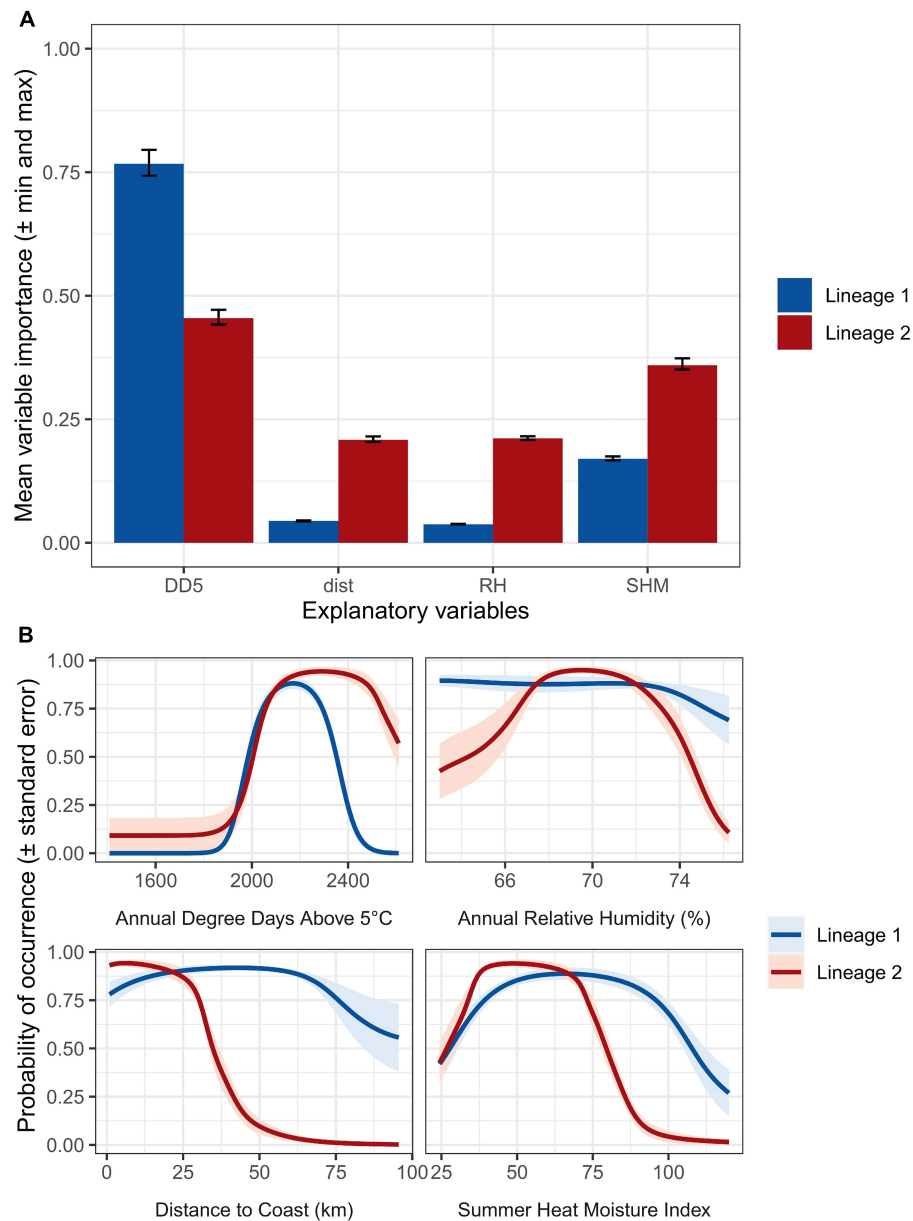 A
Mean variable importance (± min and max)
1.00
0.75
0.50
0.25
0.00
DD5 dist RH SHM
Explanatory variables
Lineage 1
Lineage 2
B
Probability of occurrence (± standard error)
1.00
0.75
0.50
0.25
0.00
1600 2000 2400
Annual Degree Days Above 5°C
66 70 74
Annual Relative Humidity (%)
1.00
0.75
0.50
0.25
0.00
0 25 50 75 100
Distance to Coast (km)
25 50 75 100
Summer Heat Moisture Index
Lineage 1
Lineage 2